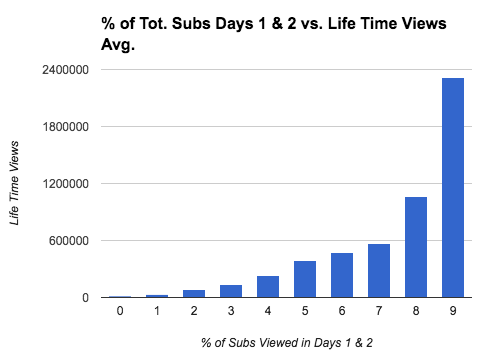 % of Tot. Subs Days 1 & 2 vs. Life Time Views
Avg.
Life Time Views
2400000
1800000
1200000
600000
0
0 1 2 3 4 5 6 7 8 9
% of Subs Viewed in Days 1 & 2